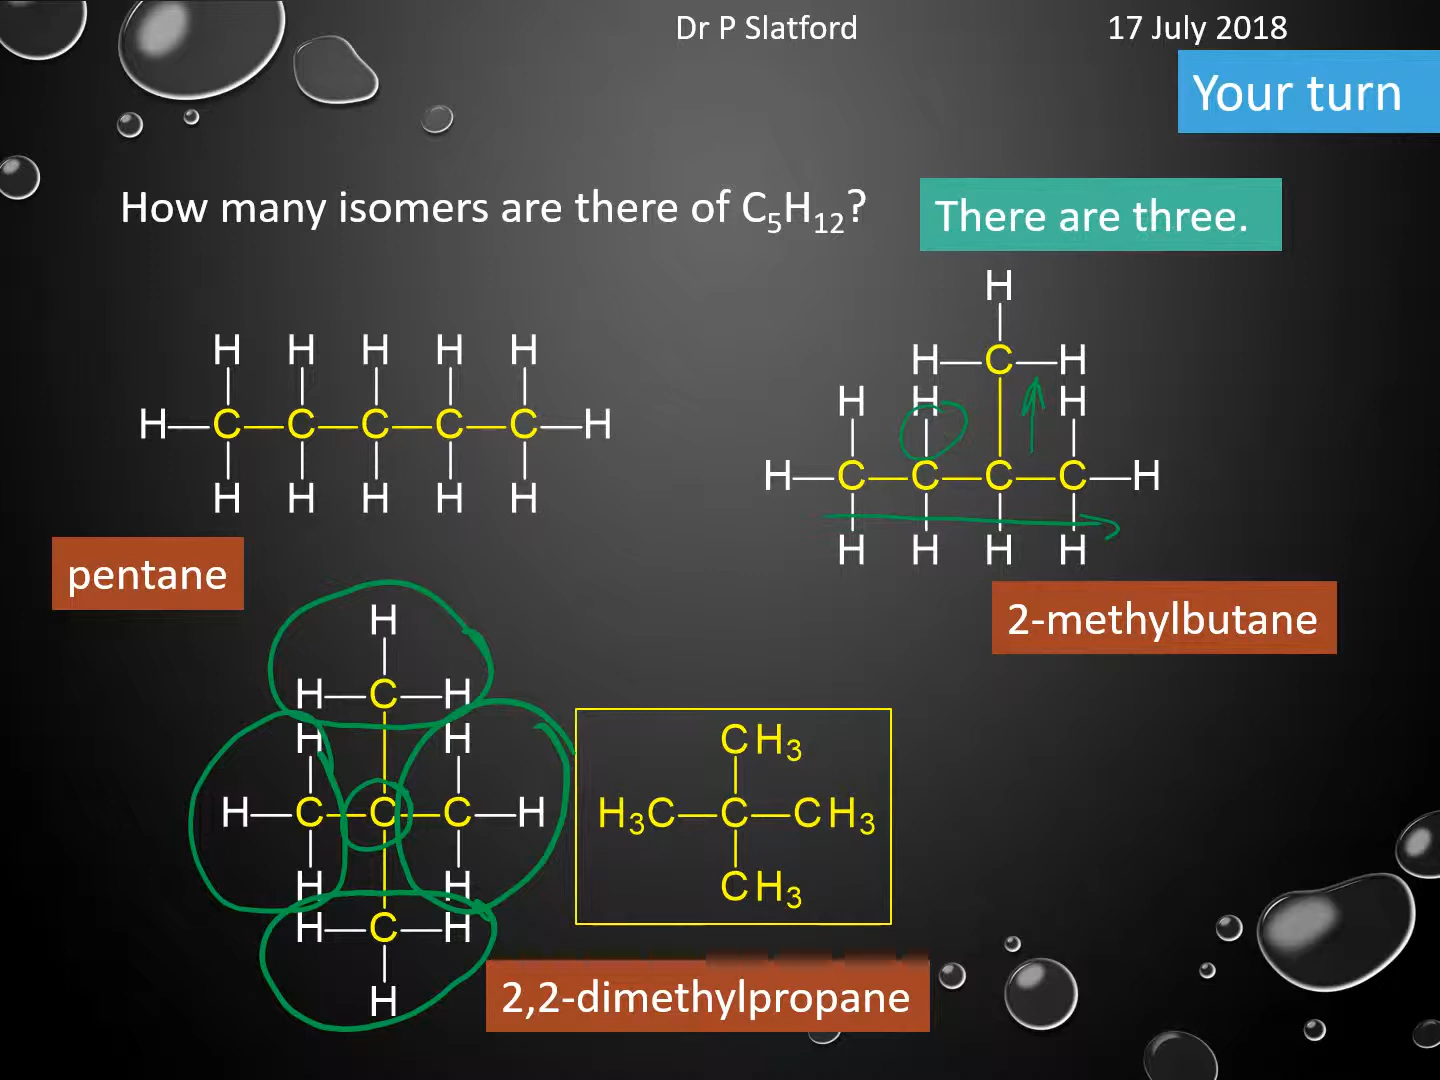 Dr P Slatford 17 July 2018
Your turn
How many isomers are there of C₅H₁₂?
There are three.
H
H C H
H H H
H C C C C H
H H H H
2-methylbutane
H H H H H
H C C C C C H
H H H H H
pentane
H
H C H
H H
H C C C H
H H
H C H
H
CH₃
H₃C C CH₃
CH₃
2,2-dimethylpropane